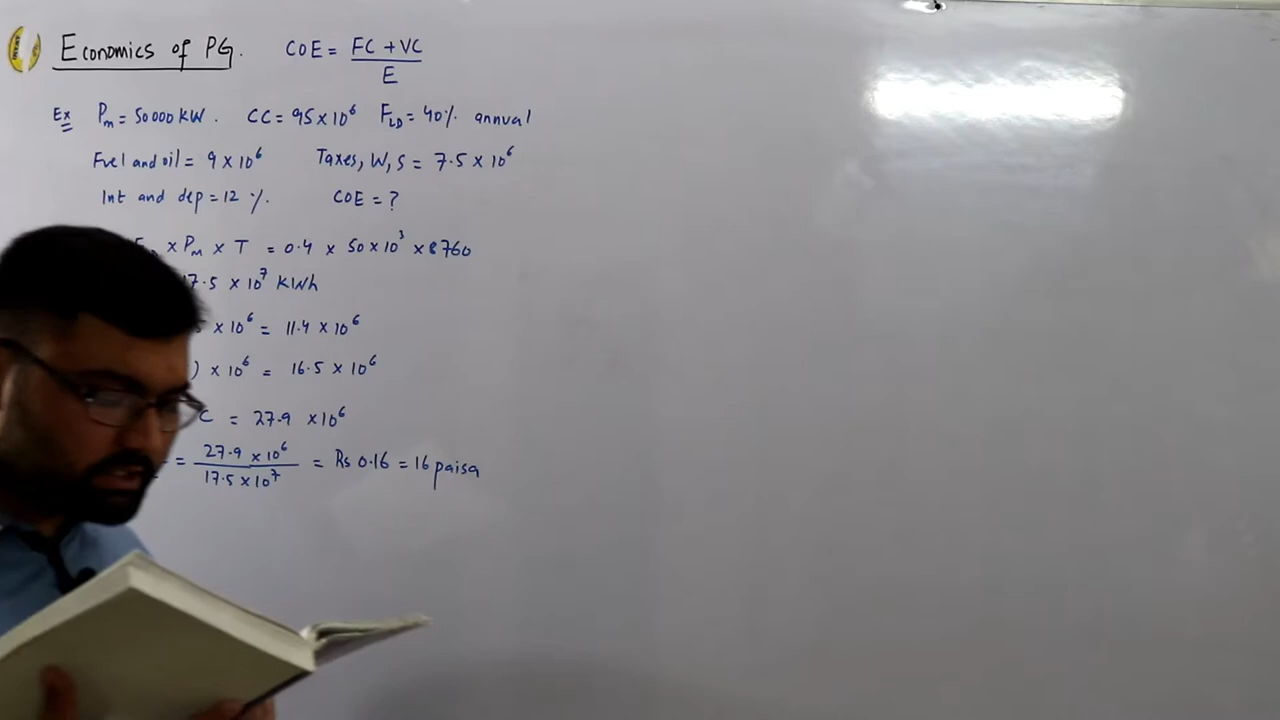 Economics of PG. COE = FC + VC / E
Ex Pm = 50000 KW. CC = 95 × 10⁶ F_LD = 40% annual
Fuel and oil = 9 × 10⁶ Taxes, W, S = 7.5 × 10⁶
Int and dep = 12 %. COE = ?
× Pm × T = 0.4 × 50 × 10³ × 8760
7.5 × 10⁷ KWh
5 × 10⁶ = 11.4 × 10⁶
) × 10⁶ = 16.5 × 10⁶
C = 27.9 × 10⁶
= 27.9 × 10⁶ / 17.5 × 10⁷ = Rs 0.16 = 16 paisa